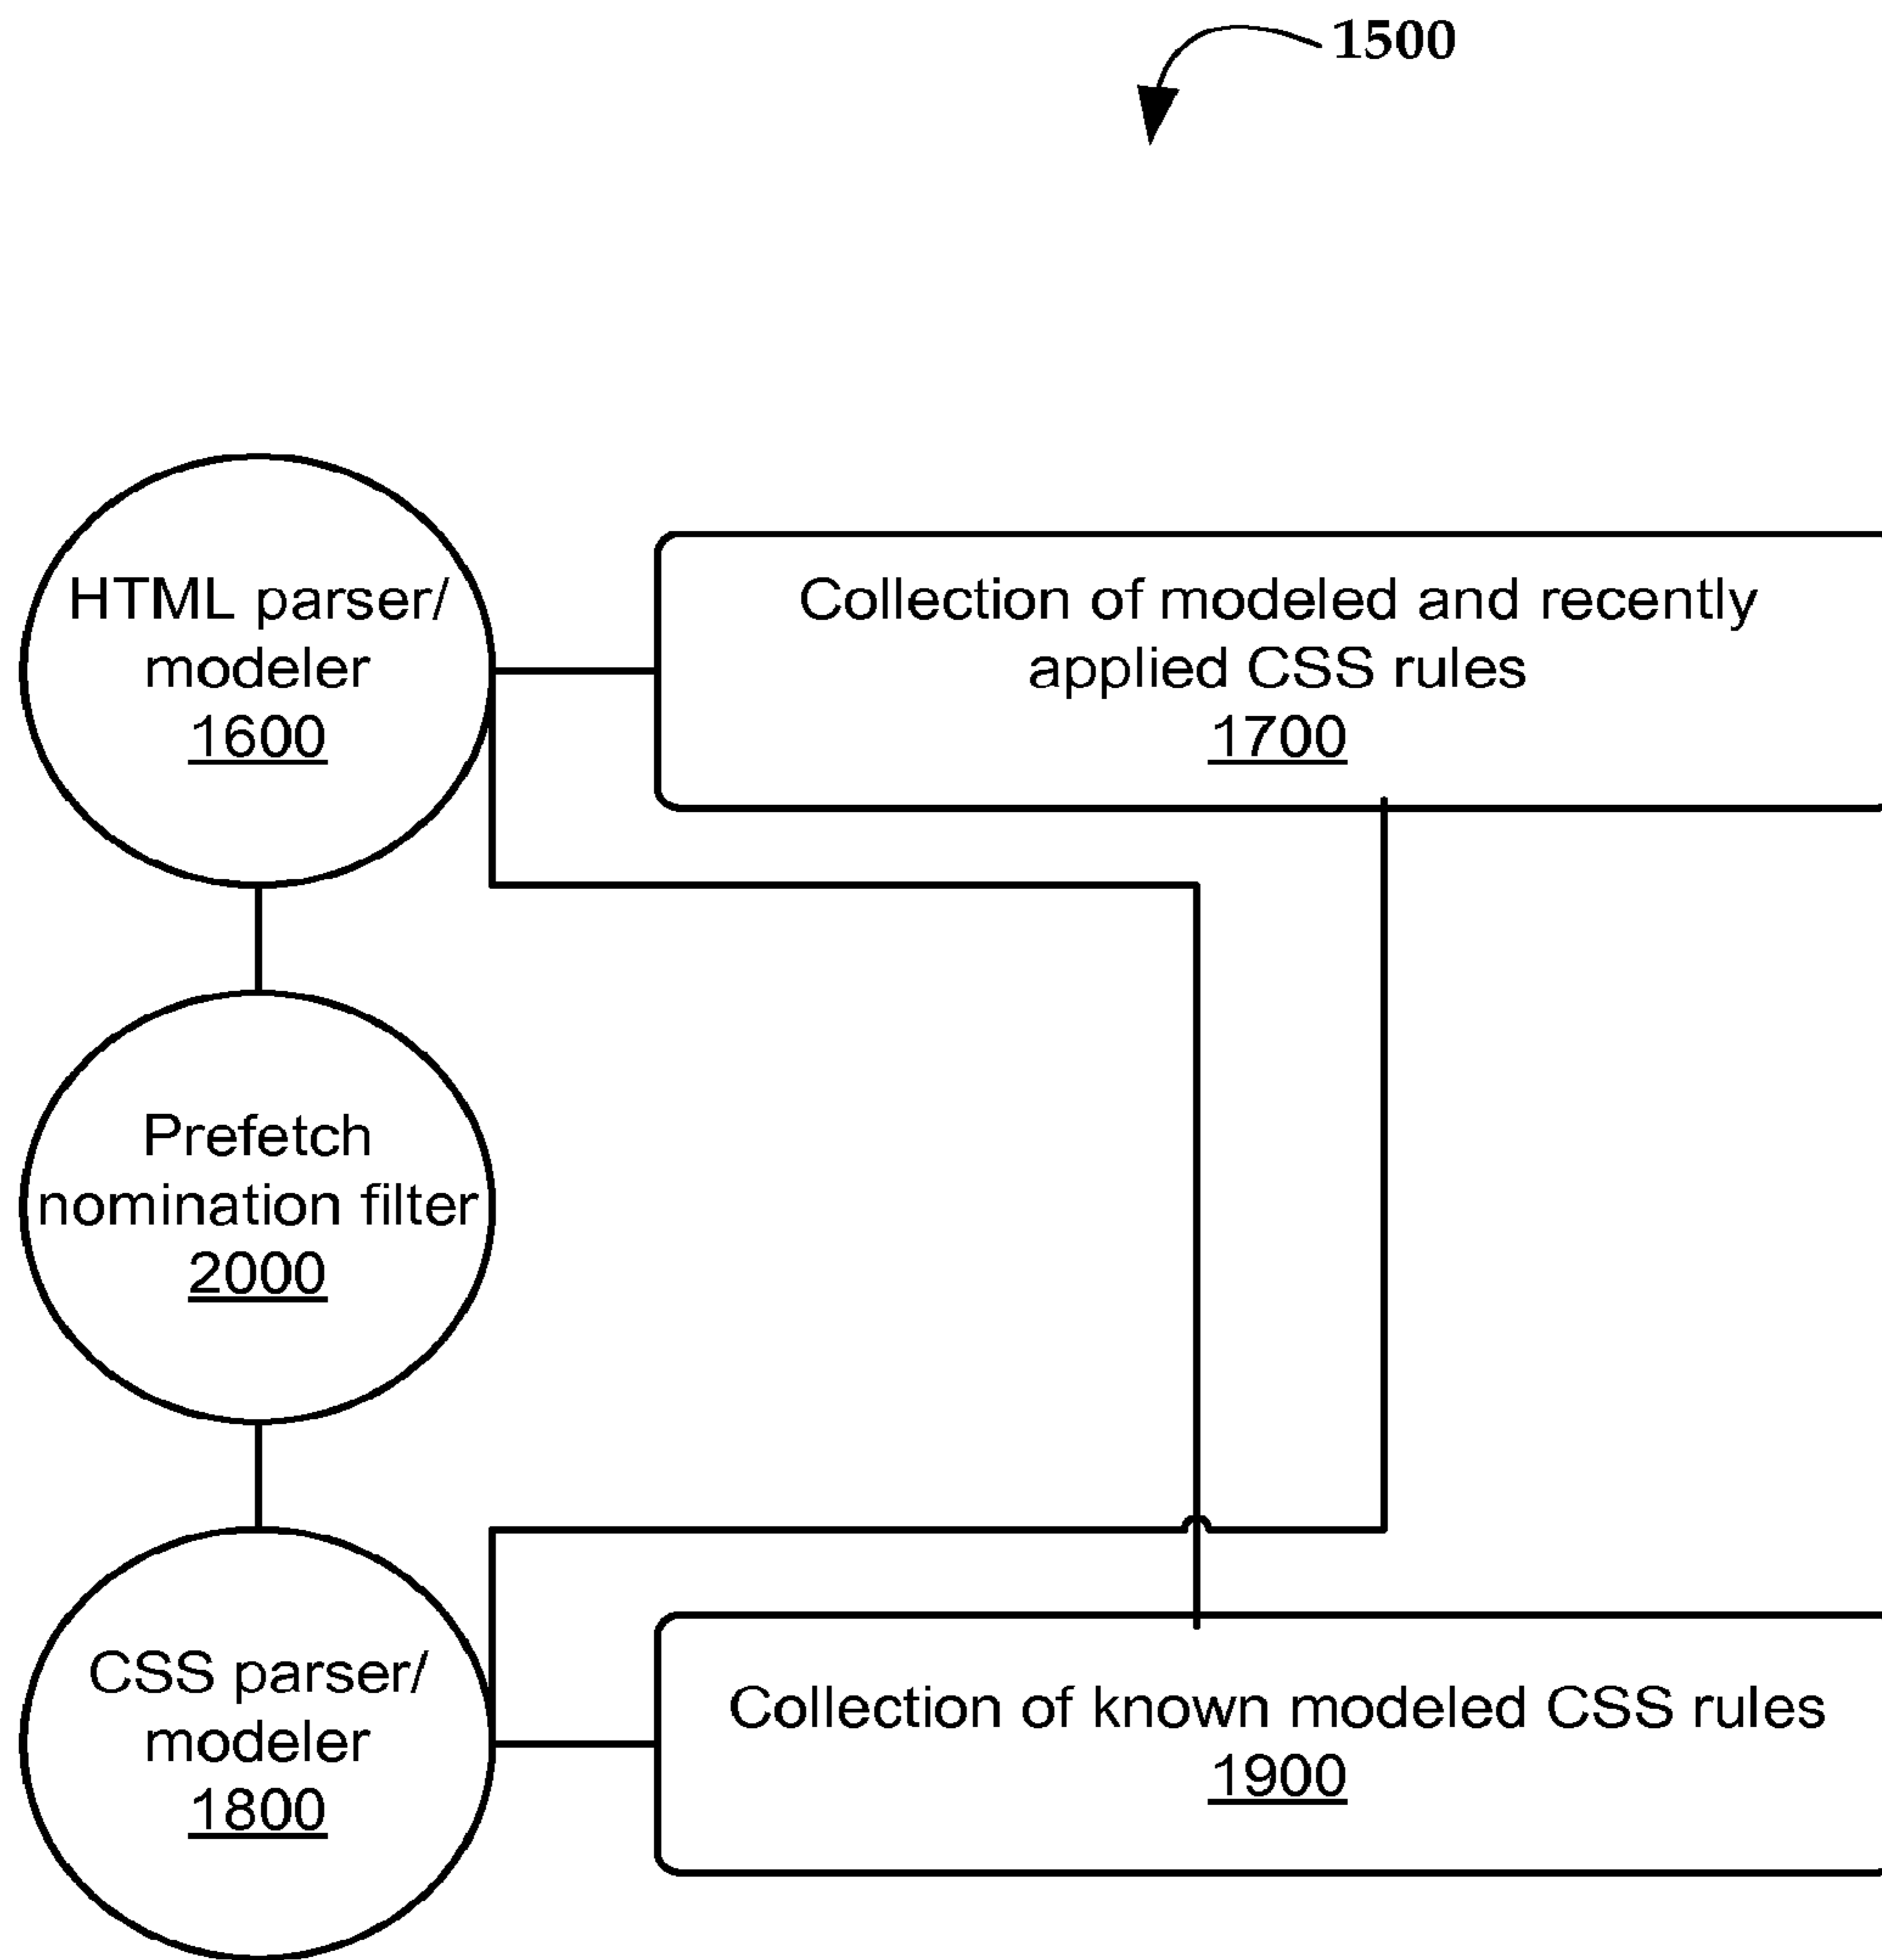 1500
HTML parser/
modeler
1600
Collection of modeled and recently
applied CSS rules
1700
Prefetch
nomination filter
2000
CSS parser/
modeler
1800
Collection of known modeled CSS rules
1900